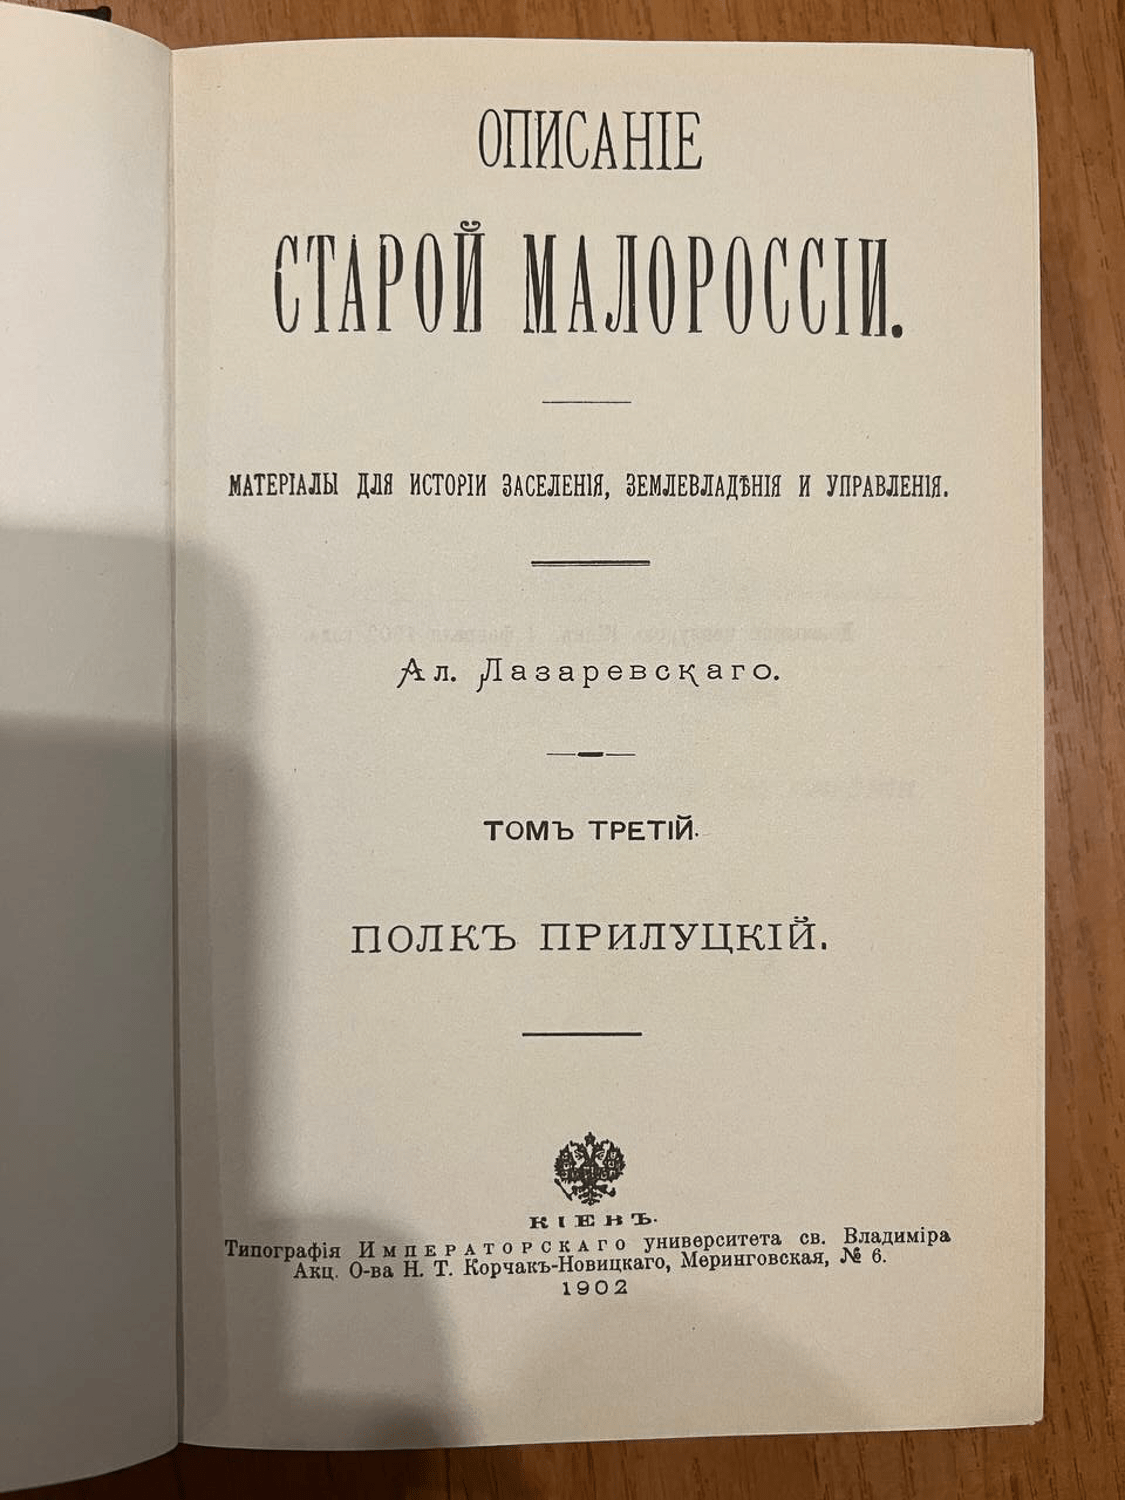 ОПИСАНІЕ
СТАРОЙ МАЛОРОССІИ.
МАТЕРІАЛЫ ДЛЯ ИСТОРІИ ЗАСЕЛЕНІЯ, ЗЕМЛЕВЛАДѢНІЯ И УПРАВЛЕНІЯ.
Ал. Лазаревскаго.
ТОМЪ ТРЕТІЙ.
ПОЛКЪ ПРИЛУЦКІЙ.
КІЕВЪ.
Типографія Императорскаго университета св. Владиміра
Акц. О-ва Н. Т. Корчакъ-Новицкаго, Меринговская, № 6.
1902